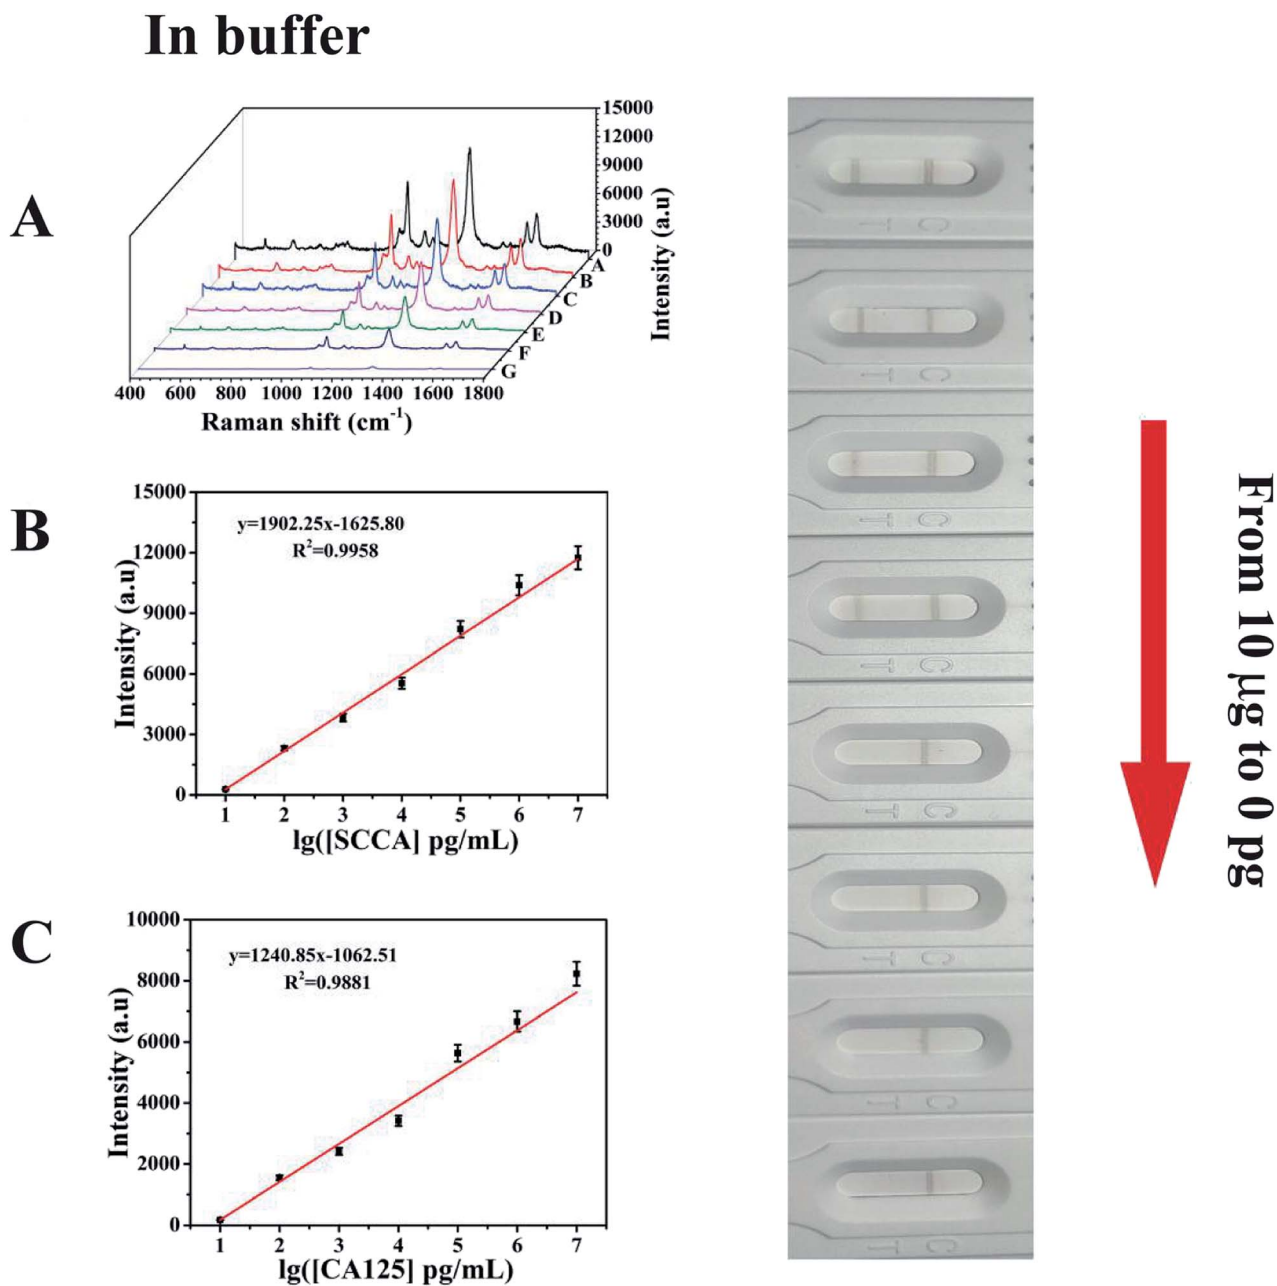 In buffer
A
15000
12000
9000
6000
3000
0
Intensity (a.u)
A
B
C
D
E
F
G
400 600 800 1000 1200 1400 1600 1800
Raman shift (cm⁻¹)
B
15000
12000
9000
6000
3000
0
Intensity (a.u)
y=1902.25x-1625.80
R²=0.9958
1 2 3 4 5 6 7
lg([SCCA] pg/mL)
C
10000
8000
6000
4000
2000
0
Intensity (a.u)
y=1240.85x-1062.51
R²=0.9881
1 2 3 4 5 6 7
lg([CA125] pg/mL)
T C
T C
T C
T C
T C
T C
T C
T C
From 10 μg to 0 pg